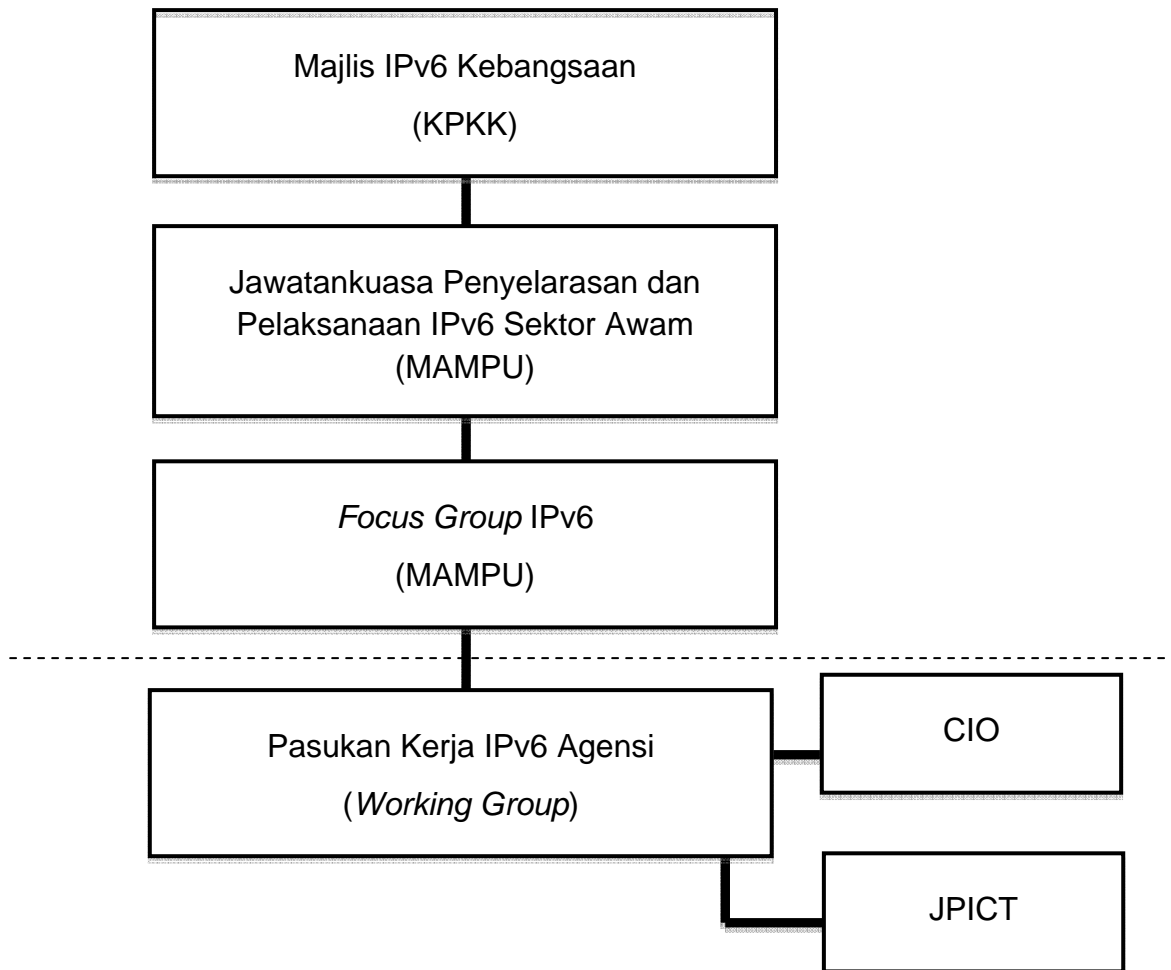 Majlis IPv6 Kebangsaan
(KPKK)
Jawatankuasa Penyelarasan dan
Pelaksanaan IPv6 Sektor Awam
(MAMPU)
Focus Group IPv6
(MAMPU)
Pasukan Kerja IPv6 Agensi
(Working Group)
CIO
JPICT